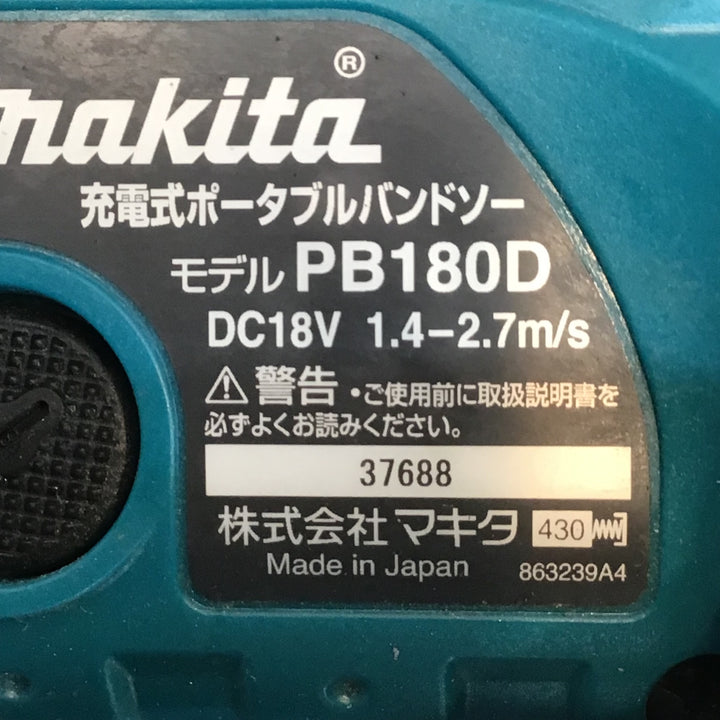 makita®
充電式ポータブルバンドソー
モデル PB180D
DC18V 1.4-2.7m/s
⚠警告・ご使用前に取扱説明書を
必ずよくお読みください。
37688
株式会社マキタ 430
Made in Japan 863239A4